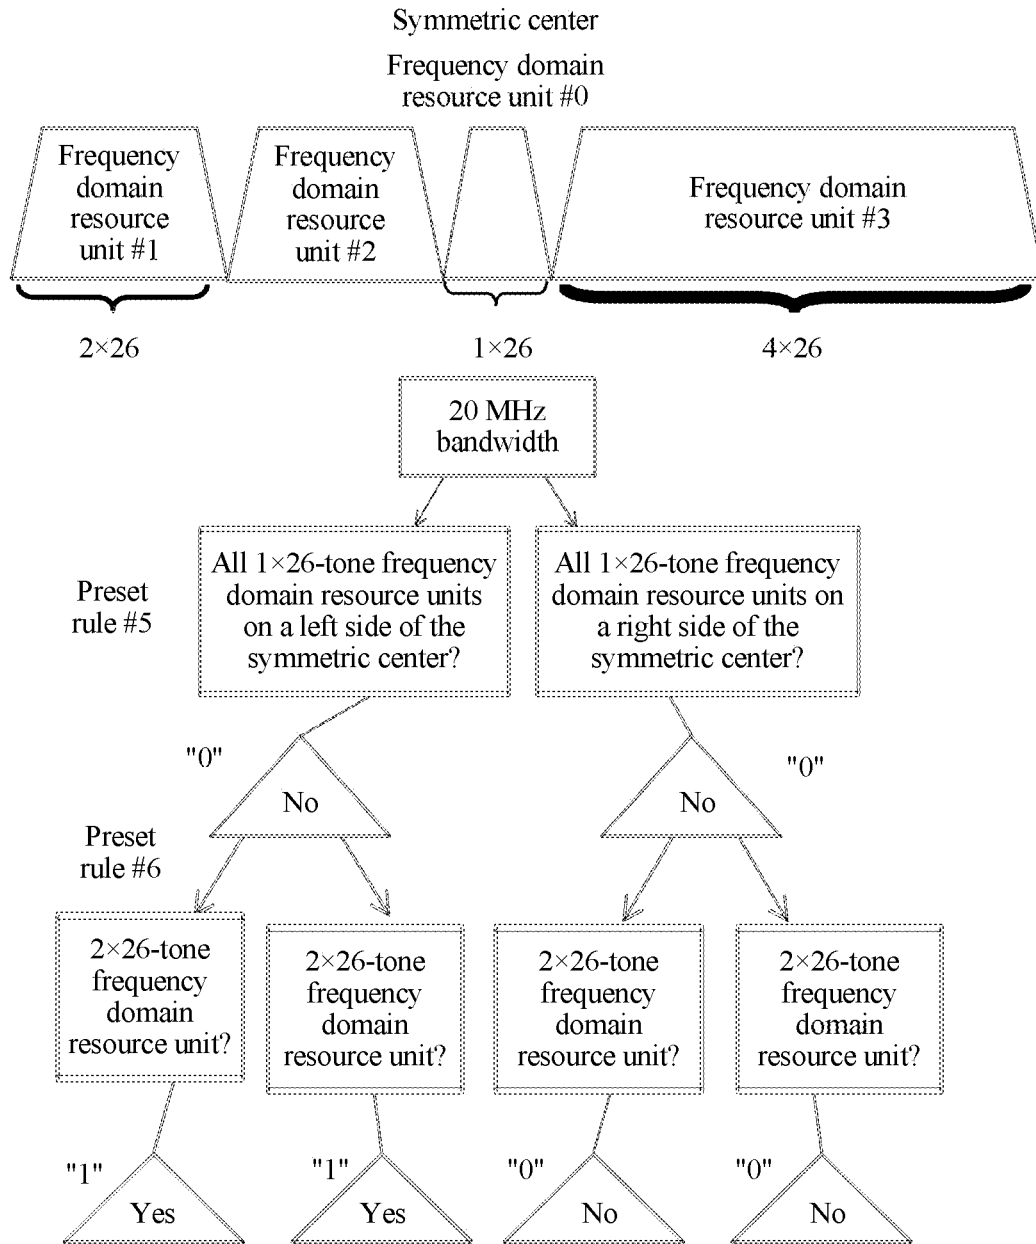 Symmetric center
Frequency domain
resource unit #0
Frequency
domain
resource
unit #1
Frequency
domain
resource
unit #2
Frequency domain
resource unit #3
2×26
1×26
4×26
20 MHz
bandwidth
Preset
rule #5
All 1×26-tone frequency
domain resource units
on a left side of the
symmetric center?
All 1×26-tone frequency
domain resource units on
a right side of the
symmetric center?
"0"
No
"0"
No
Preset
rule #6
2×26-tone
frequency
domain
resource unit?
2×26-tone
frequency
domain
resource unit?
2×26-tone
frequency
domain
resource unit?
2×26-tone
frequency
domain
resource unit?
"1"
Yes
"1"
Yes
"0"
No
"0"
No